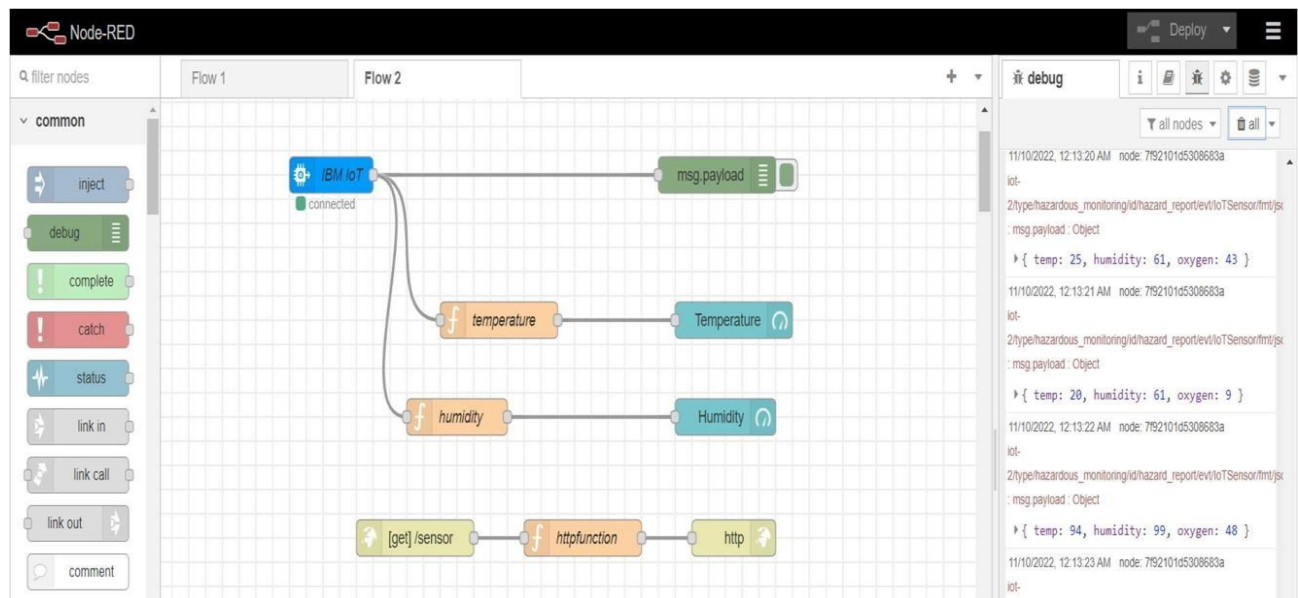 Node-RED
Deploy
filter nodes
Flow 1
Flow 2
debug
i
all nodes
all
common
inject
debug
complete
catch
status
link in
link call
link out
comment
IBM IoT
connected
msg.payload
temperature
Temperature
humidity
Humidity
[get] /sensor
httpfunction
http
11/10/2022, 12:13:20 AM node: 7f92101d5308683a
iot-
2/type/hazardous_monitoring/id/hazard_report/evt/IoTSensor/fmt/jsc
: msg.payload : Object
{ temp: 25, humidity: 61, oxygen: 43 }
11/10/2022, 12:13:21 AM node: 7f92101d5308683a
iot-
2/type/hazardous_monitoring/id/hazard_report/evt/IoTSensor/fmt/jsc
: msg.payload : Object
{ temp: 20, humidity: 61, oxygen: 9 }
11/10/2022, 12:13:22 AM node: 7f92101d5308683a
iot-
2/type/hazardous_monitoring/id/hazard_report/evt/IoTSensor/fmt/jsc
: msg.payload : Object
{ temp: 94, humidity: 99, oxygen: 48 }
11/10/2022, 12:13:23 AM node: 7f92101d5308683a
iot-